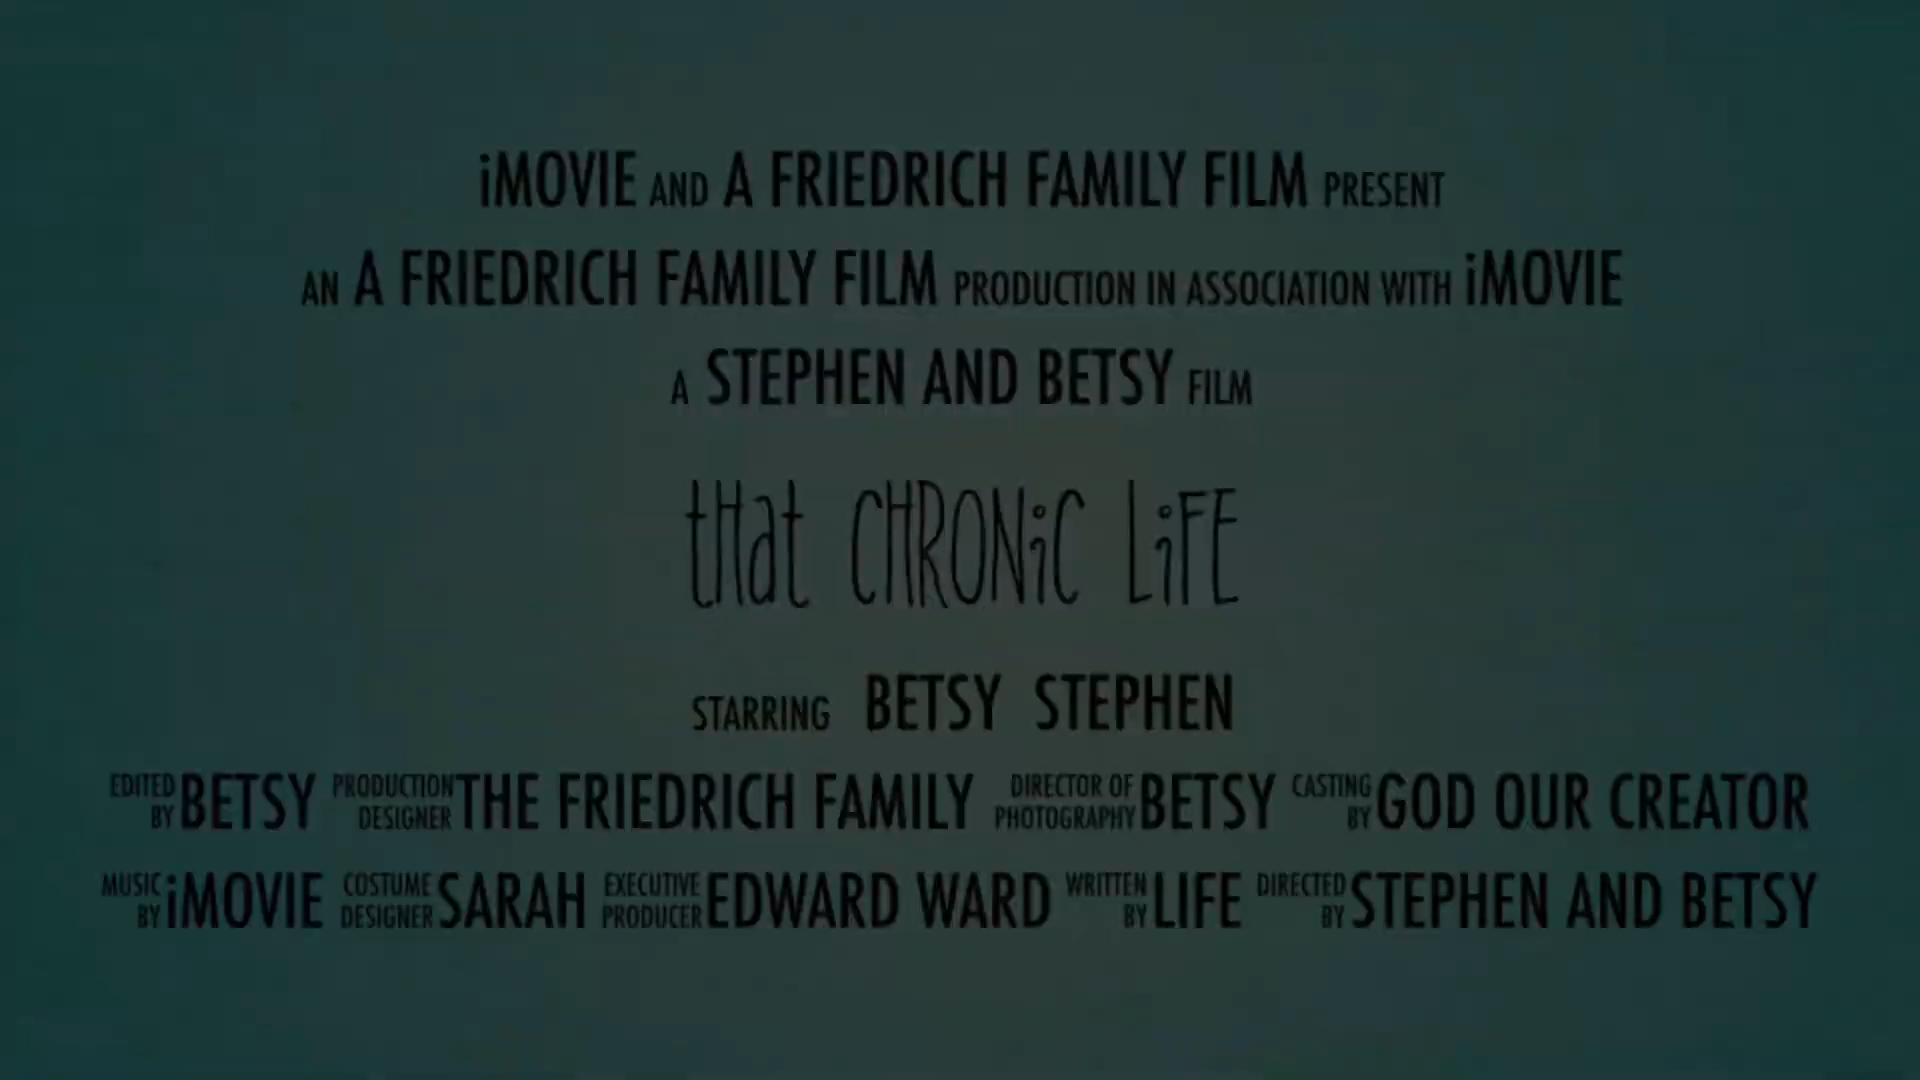 iMOVIE AND A FRIEDRICH FAMILY FILM PRESENT
AN A FRIEDRICH FAMILY FILM PRODUCTION IN ASSOCIATION WITH iMOVIE
A STEPHEN AND BETSY FILM
tHat CHRONiC LiFE
STARRING BETSY STEPHEN
EDITED BY BETSY PRODUCTION DESIGNER THE FRIEDRICH FAMILY DIRECTOR OF PHOTOGRAPHY BETSY CASTING BY GOD OUR CREATOR
MUSIC BY iMOVIE COSTUME DESIGNER SARAH EXECUTIVE PRODUCER EDWARD WARD WRITTEN BY LIFE DIRECTED BY STEPHEN AND BETSY